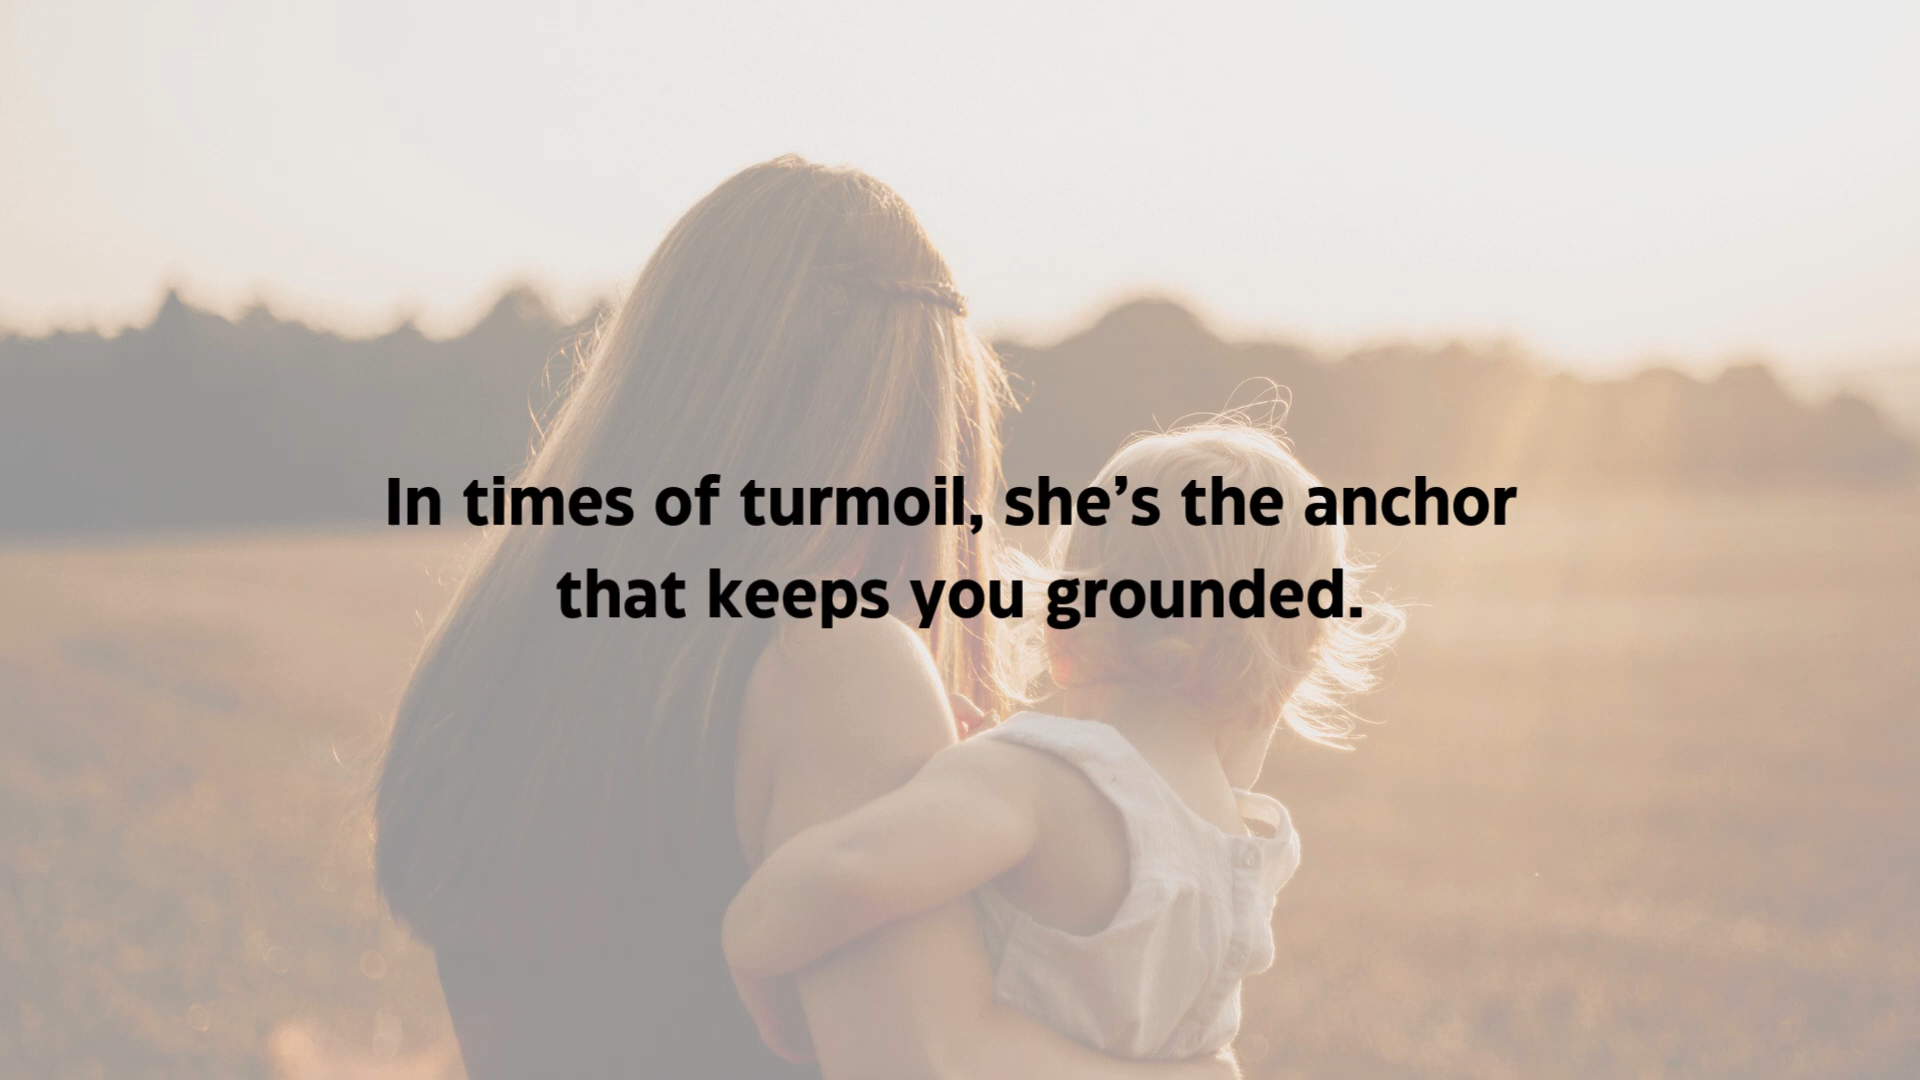 In times of turmoil, she’s the anchor
that keeps you grounded.